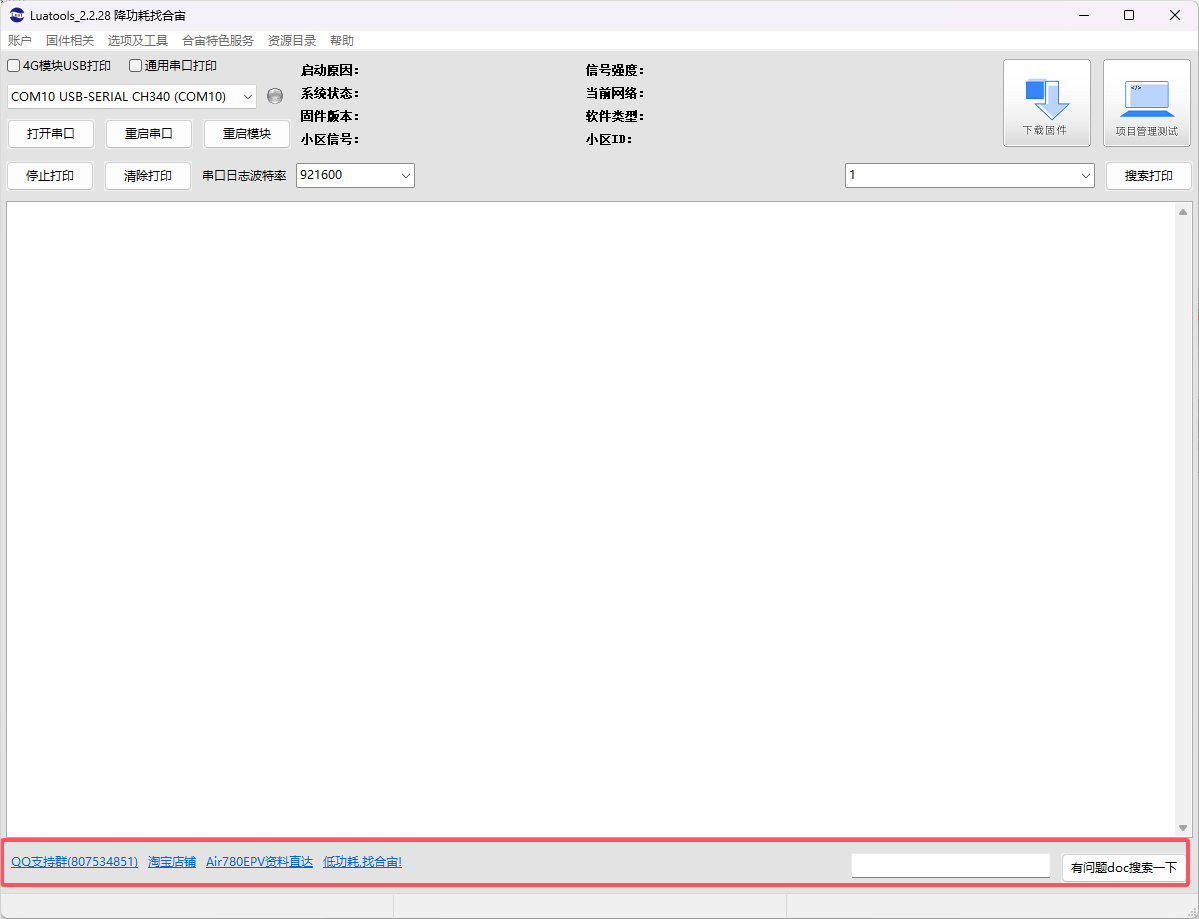 Luatools_2.2.28 降功耗找合宙
账户 固件相关 选项及工具 合宙特色服务 资源目录 帮助
4G模块USB打印 通用串口打印
COM10 USB-SERIAL CH340 (COM10)
打开串口 重启串口 重启模块
启动原因: 信号强度:
系统状态: 当前网络:
固件版本: 软件类型:
小区信号: 小区ID:
下载固件 项目管理测试
停止打印 清除打印 串口日志波特率 921600 1 搜索打印
QQ支持群(807534851) 淘宝店铺 Air780EPV资料直达 低功耗,找合宙! 有问题doc搜索一下